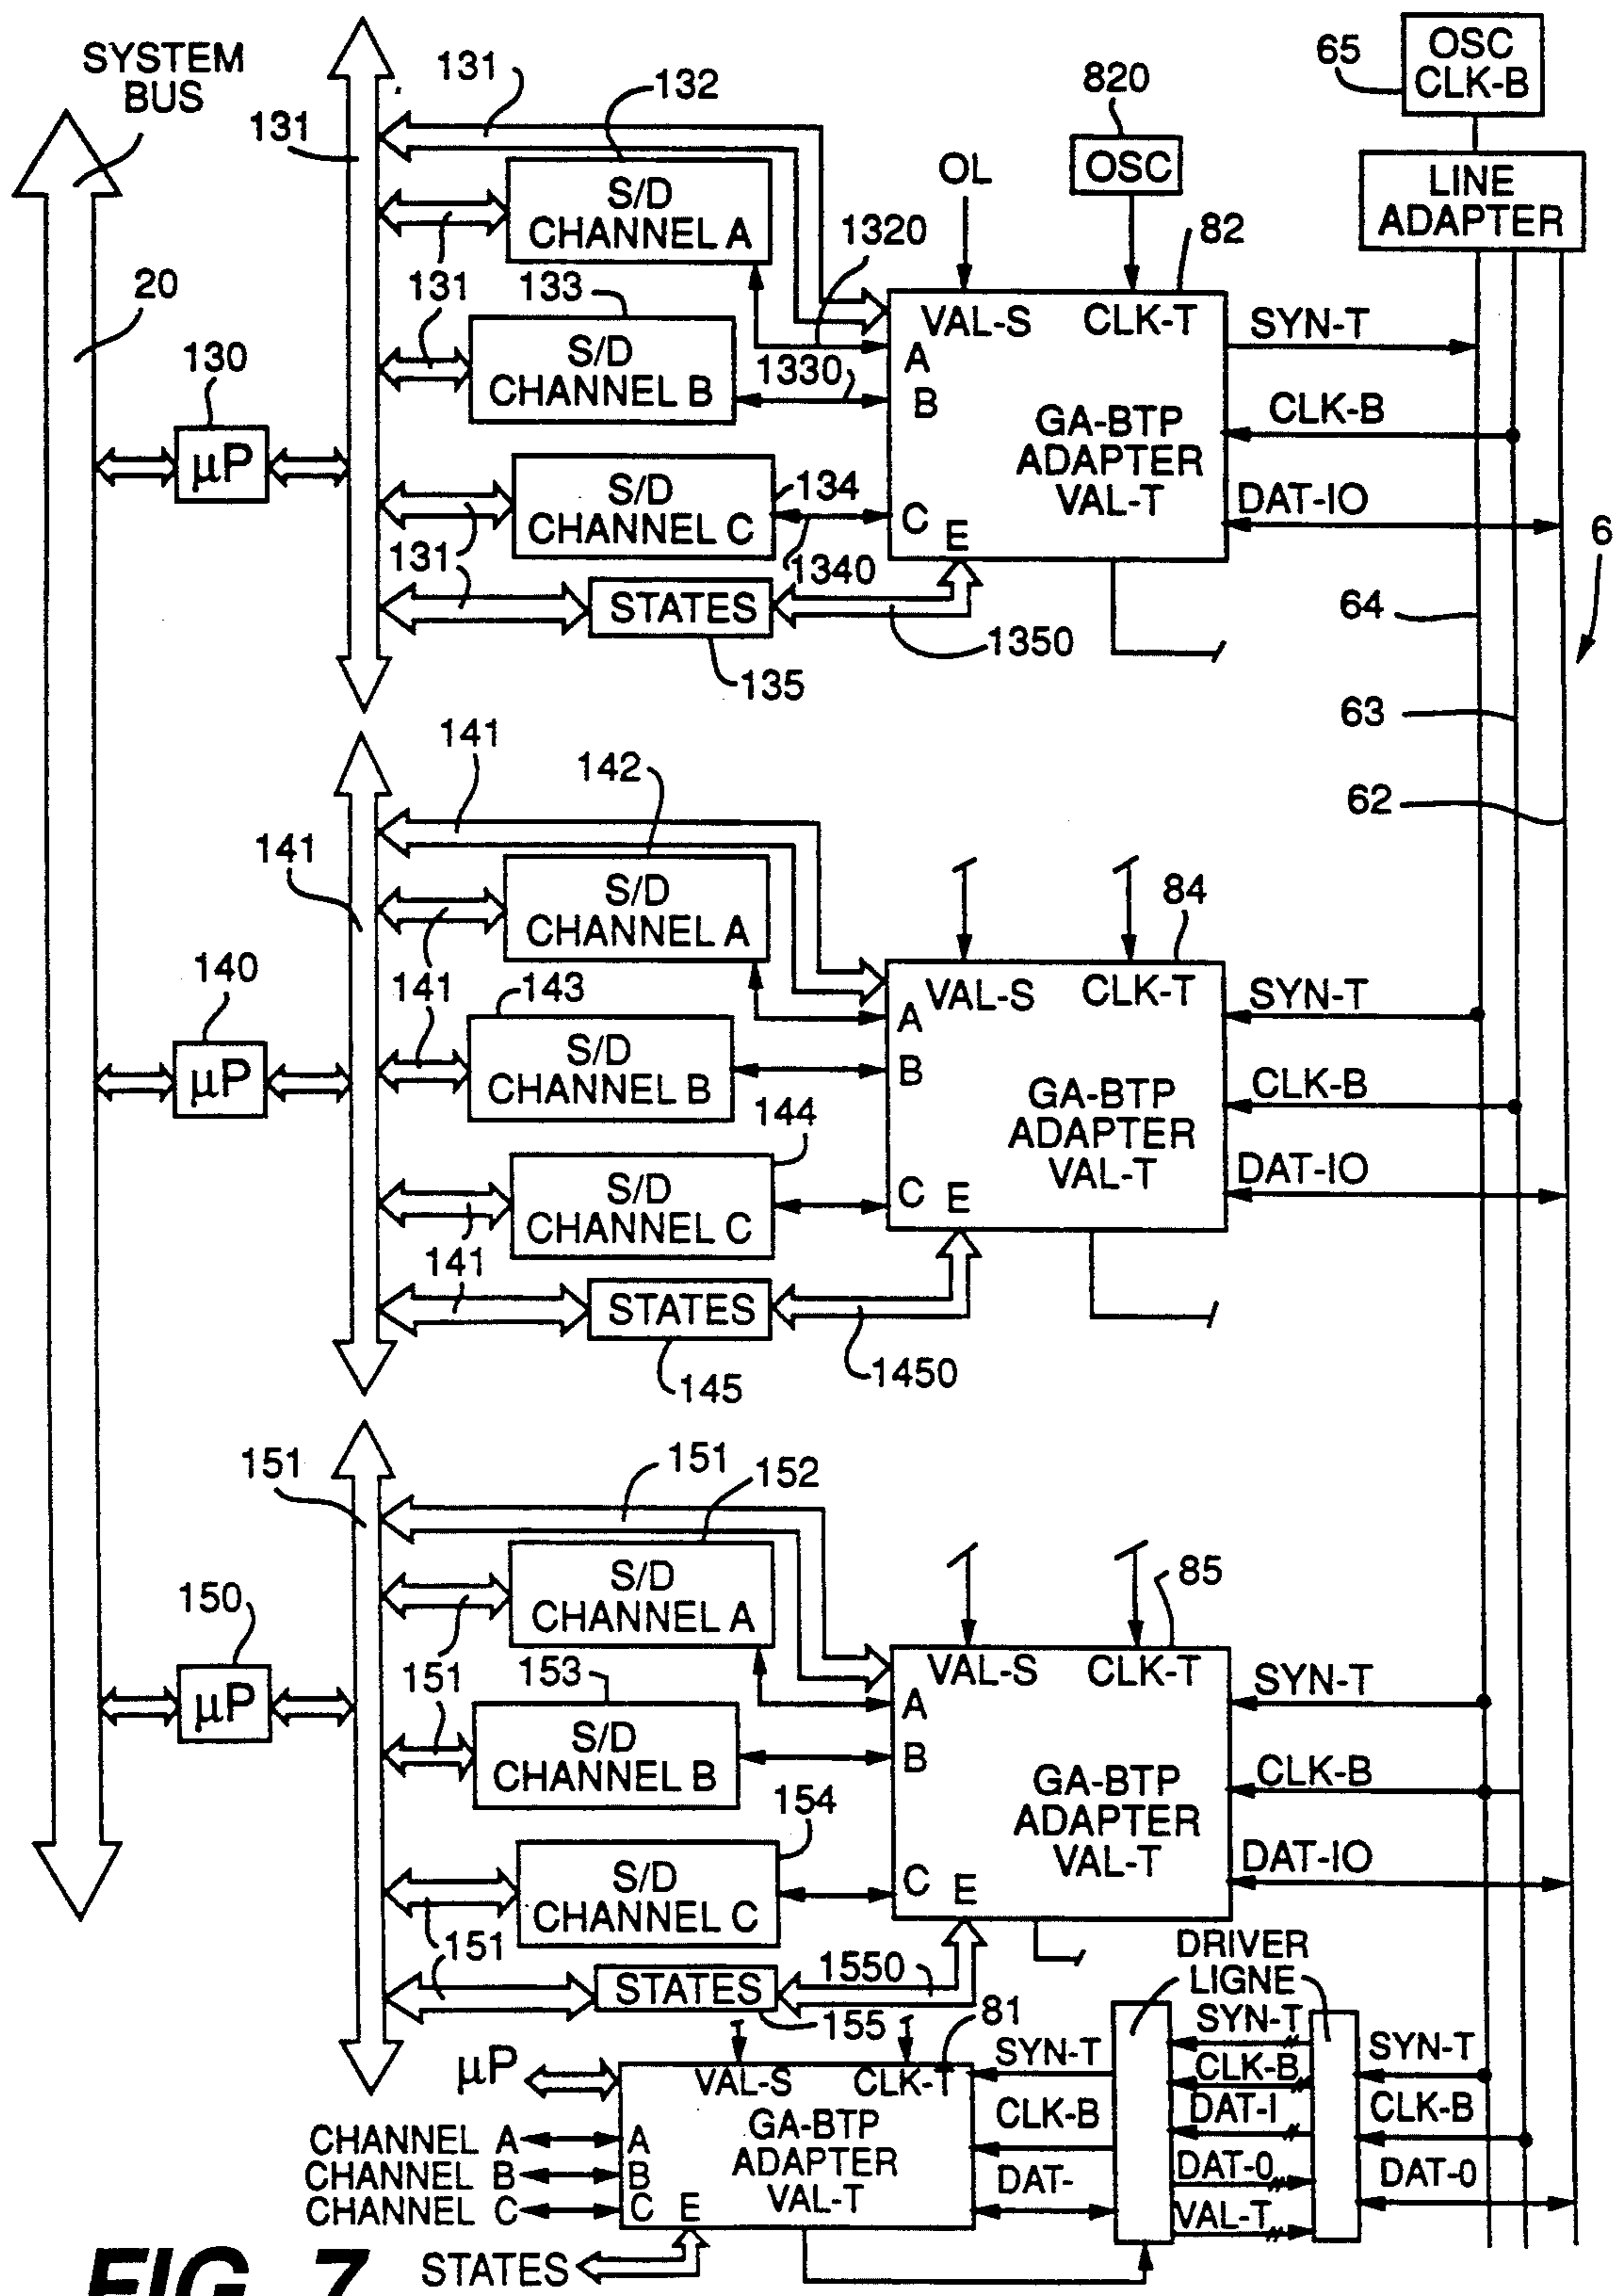 SYSTEM
BUS
131
131
132
820
65
OSC
CLK-B
LINE
ADAPTER
OL
OSC
S/D
CHANNEL A
1320
82
20
131
133
VAL-S
CLK-T
SYN-T
S/D
CHANNEL B
1330
A
B
CLK-B
130
μP
GA-BTP
ADAPTER
VAL-T
S/D
CHANNEL C
134
C
E
DAT-IO
131
1340
6
STATES
64
1350
135
63
141
142
62
141
S/D
CHANNEL A
84
140
μP
141
143
VAL-S
CLK-T
SYN-T
A
S/D
CHANNEL B
B
CLK-B
144
GA-BTP
ADAPTER
VAL-T
S/D
CHANNEL C
C
E
DAT-IO
141
STATES
1450
145
151
151
152
S/D
CHANNEL A
85
150
μP
151
153
VAL-S
CLK-T
SYN-T
A
S/D
CHANNEL B
B
CLK-B
154
GA-BTP
ADAPTER
VAL-T
S/D
CHANNEL C
C
E
DAT-IO
151
DRIVER
LIGNE
STATES
1550
155
81
μP
VAL-S
CLK-T
SYN-T
SYN-T
SYN-T
CLK-B
CLK-B
CLK-B
GA-BTP
ADAPTER
VAL-T
DAT-I
CHANNEL A
A
CHANNEL B
B
CHANNEL C
C
E
DAT-
DAT-0
DAT-0
VAL-T
STATES
FIG. 7